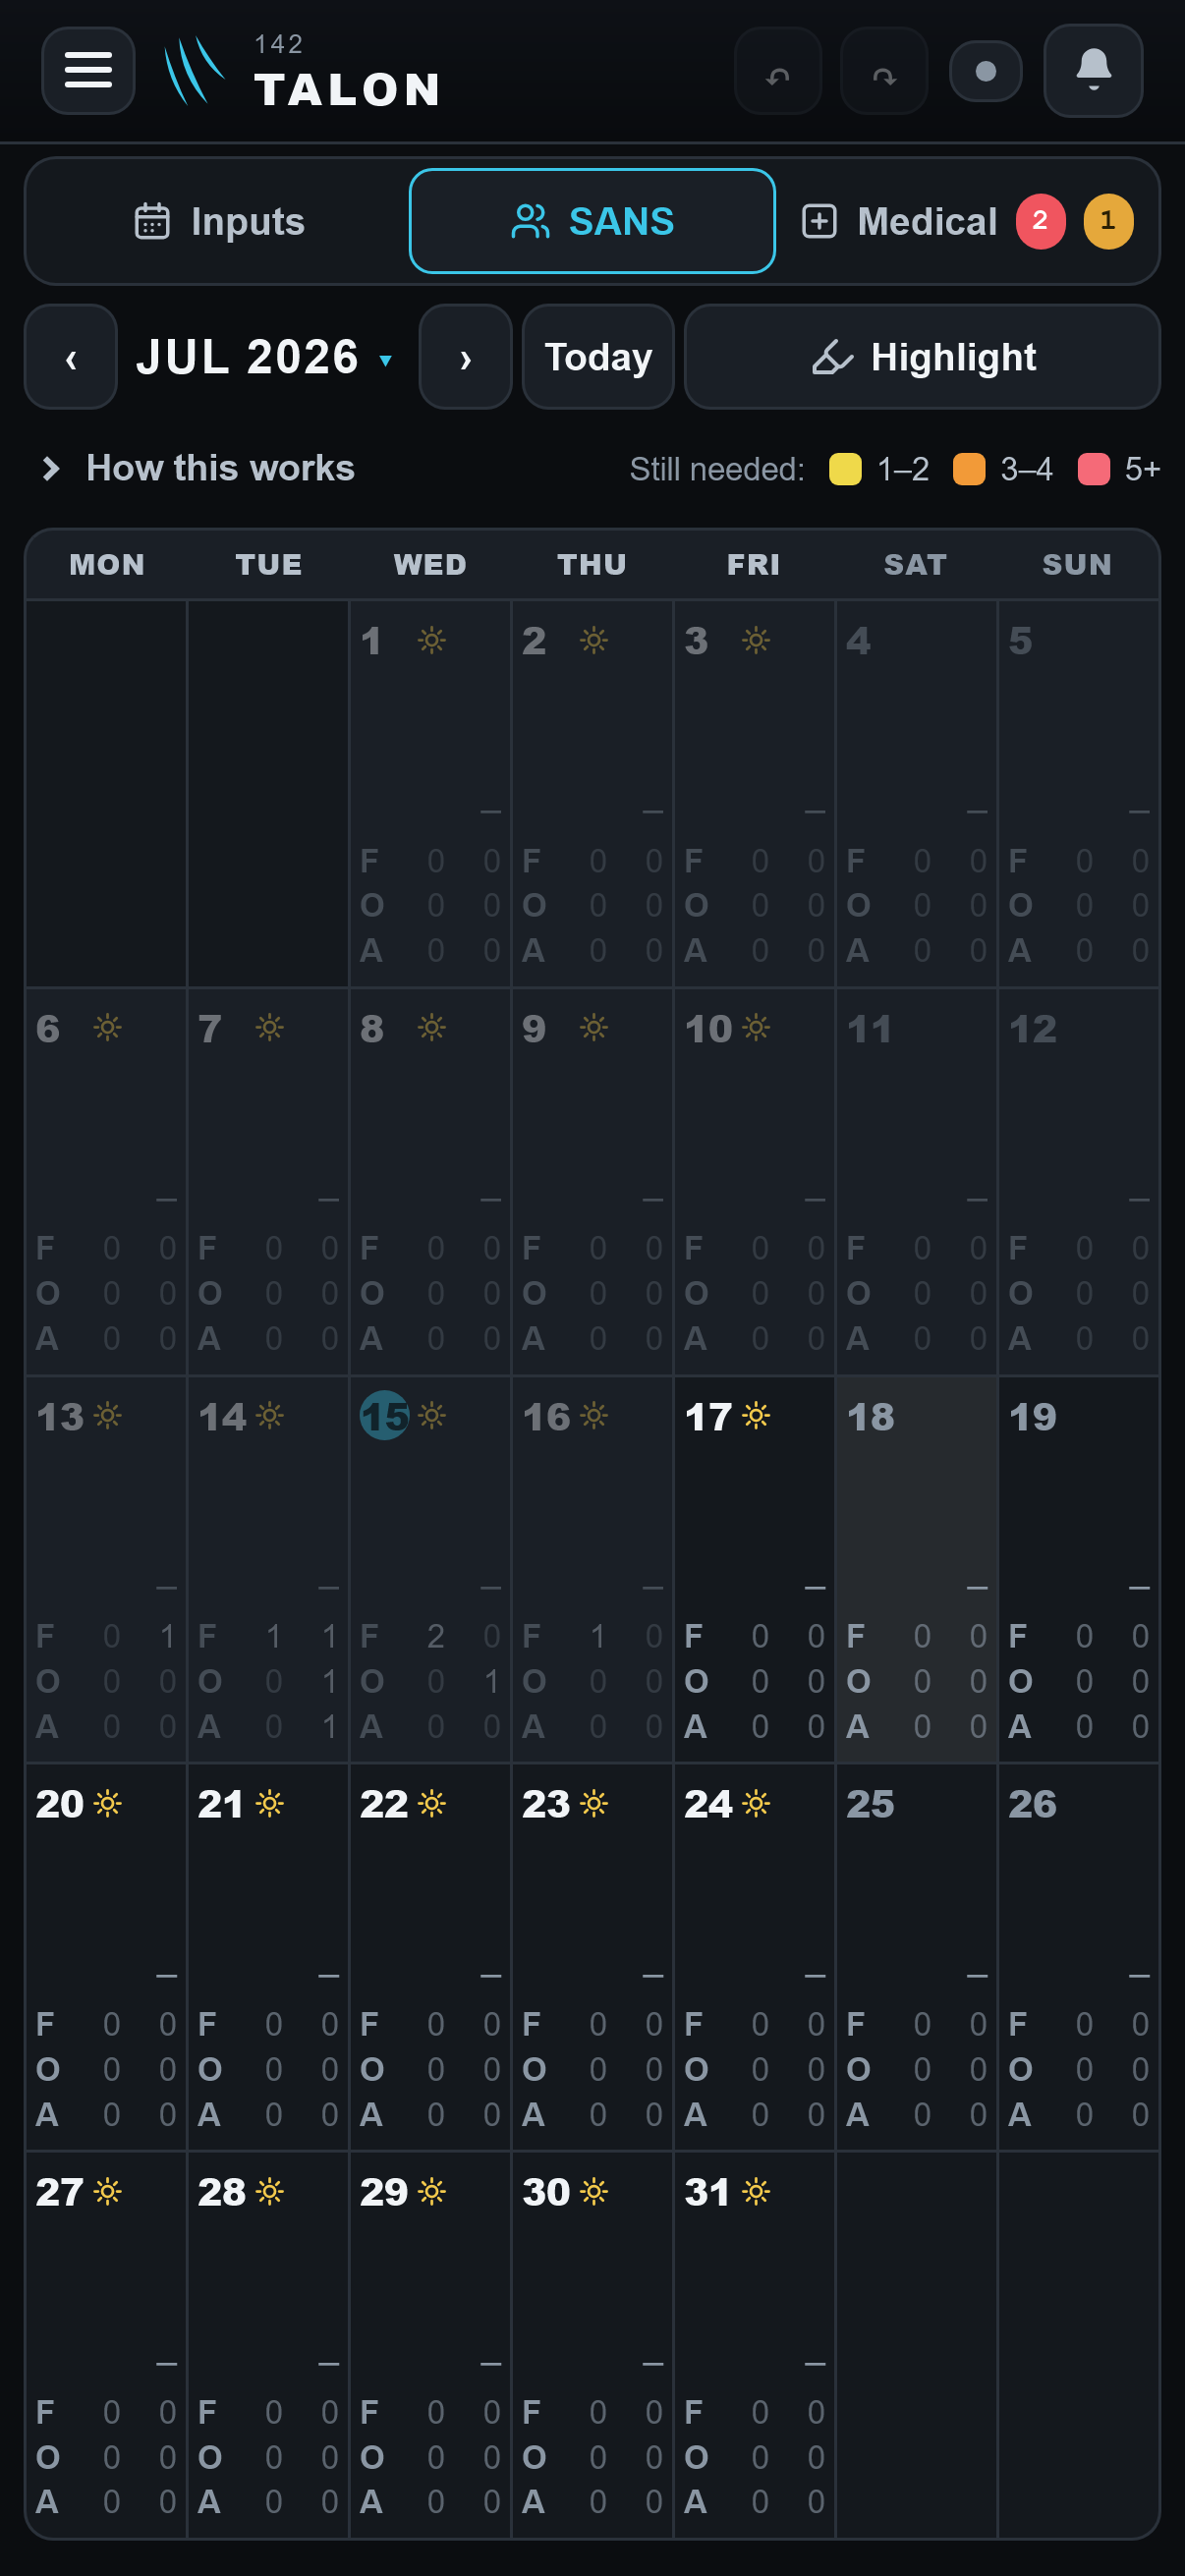 142
TALON
Inputs SANS Medical 2 1
‹ JUL 2026 ▾ › Today Highlight
How this works Still needed: 1–2 3–4 5+
MON TUE WED THU FRI SAT SUN
1 2 3 4 5
– – – – –
F 0 0 F 0 0 F 0 0 F 0 0 F 0 0
O 0 0 O 0 0 O 0 0 O 0 0 O 0 0
A 0 0 A 0 0 A 0 0 A 0 0 A 0 0
6 7 8 9 10 11 12
– – – – – – –
F 0 0 F 0 0 F 0 0 F 0 0 F 0 0 F 0 0 F 0 0
O 0 0 O 0 0 O 0 0 O 0 0 O 0 0 O 0 0 O 0 0
A 0 0 A 0 0 A 0 0 A 0 0 A 0 0 A 0 0 A 0 0
13 14 15 16 17 18 19
– – – – – – –
F 0 1 F 1 1 F 2 0 F 1 0 F 0 0 F 0 0 F 0 0
O 0 0 O 0 1 O 0 1 O 0 0 O 0 0 O 0 0 O 0 0
A 0 0 A 0 1 A 0 0 A 0 0 A 0 0 A 0 0 A 0 0
20 21 22 23 24 25 26
– – – – – – –
F 0 0 F 0 0 F 0 0 F 0 0 F 0 0 F 0 0 F 0 0
O 0 0 O 0 0 O 0 0 O 0 0 O 0 0 O 0 0 O 0 0
A 0 0 A 0 0 A 0 0 A 0 0 A 0 0 A 0 0 A 0 0
27 28 29 30 31
– – – – –
F 0 0 F 0 0 F 0 0 F 0 0 F 0 0
O 0 0 O 0 0 O 0 0 O 0 0 O 0 0
A 0 0 A 0 0 A 0 0 A 0 0 A 0 0